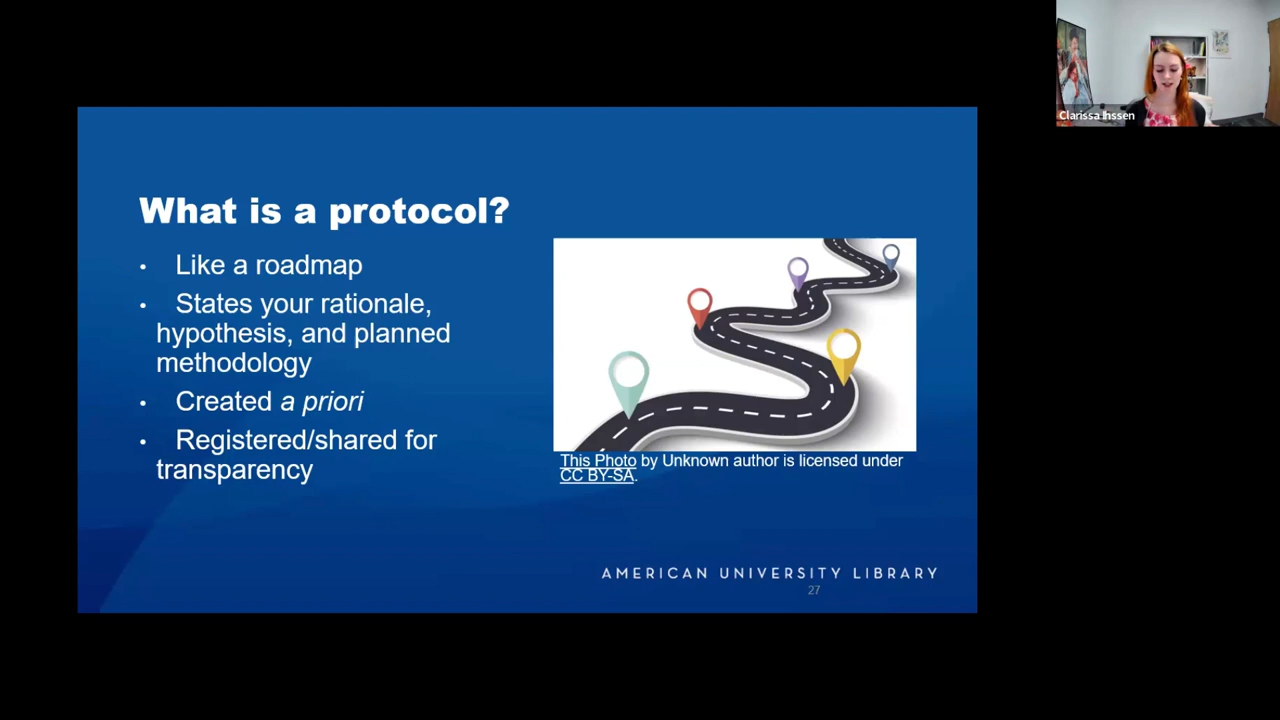 Clarissa Ihssen
What is a protocol?
• Like a roadmap
• States your rationale,
hypothesis, and planned
methodology
• Created a priori
• Registered/shared for
transparency
This Photo by Unknown author is licensed under
CC BY-SA.
AMERICAN UNIVERSITY LIBRARY
27